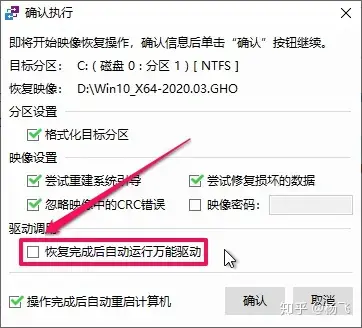 确认执行
即将开始映像恢复操作，确认信息后单击“确认”按钮继续。
目标分区： C:（磁盘 0：分区 1）[ NTFS ]
恢复映像： D:\Win10_X64-2020.03.GHO
分区设置
格式化目标分区
映像设置
尝试重建系统引导 尝试修复损坏的数据
忽略映像中的CRC错误 映像密码：
驱动调用
恢复完成后自动运行万能驱动
操作完成后自动重启计算机 确认 取消
知乎 @杨飞